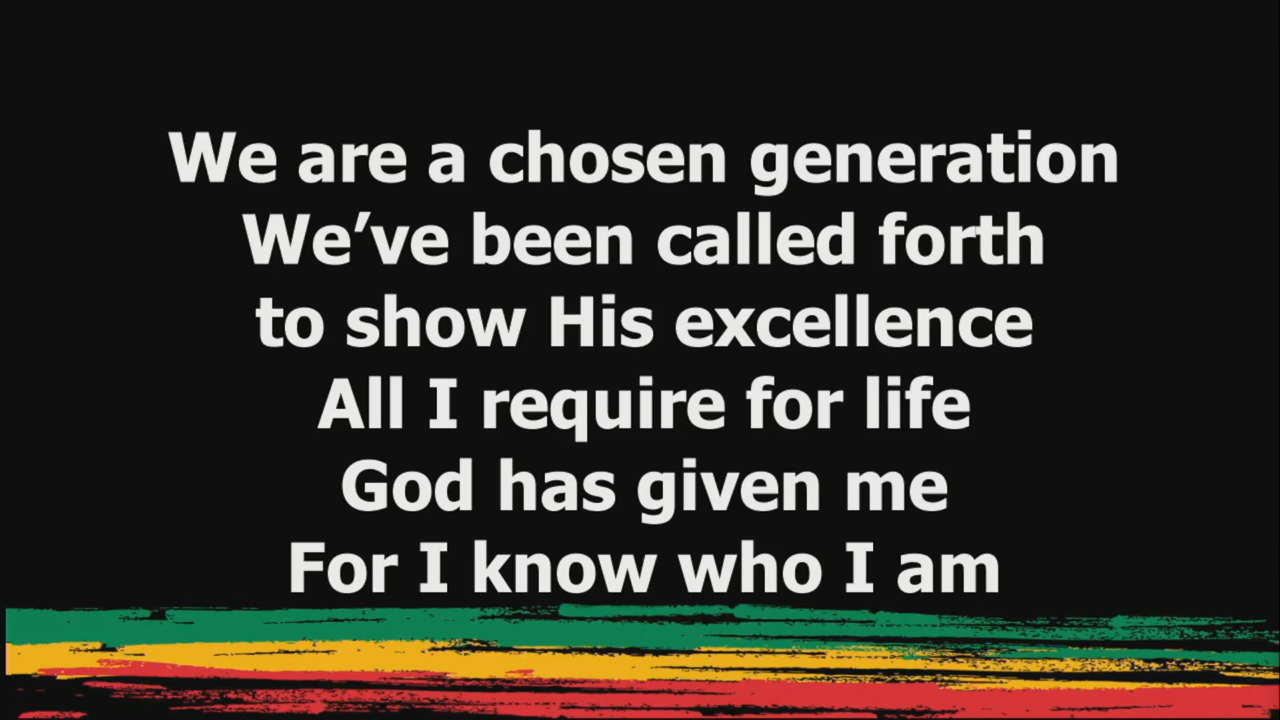 We are a chosen generation
We’ve been called forth
to show His excellence
All I require for life
God has given me
For I know who I am